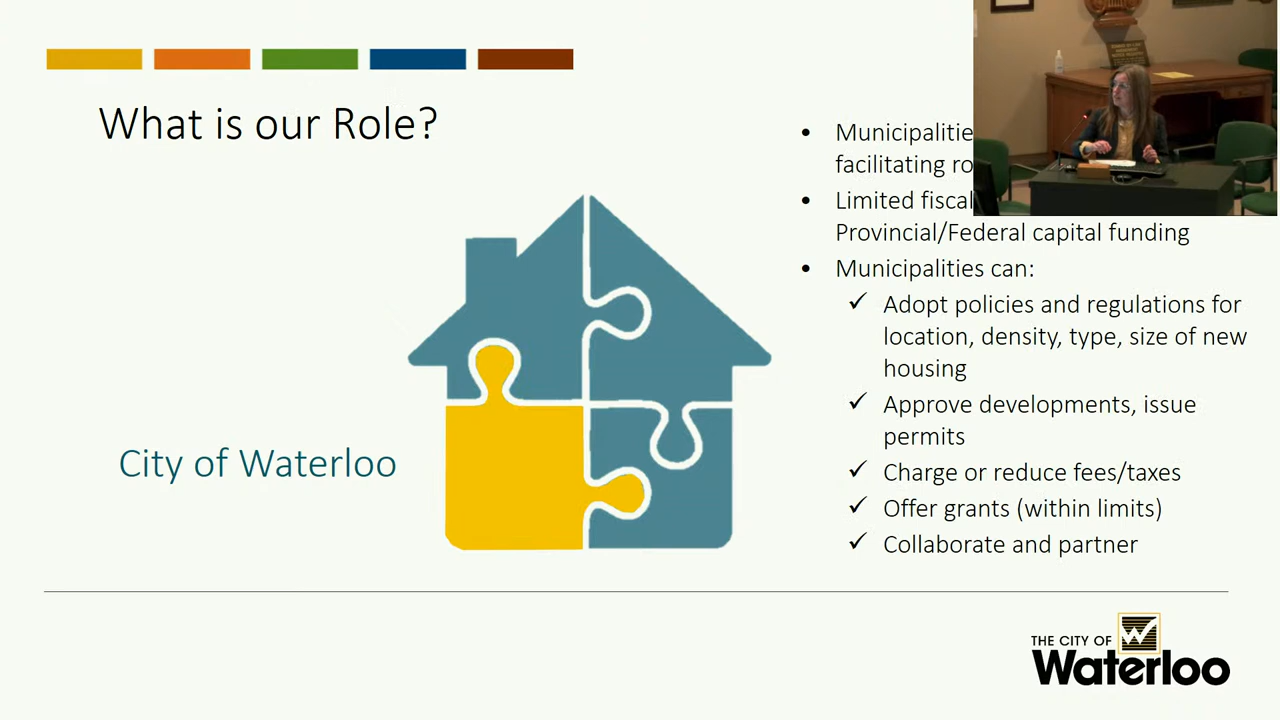 What is our Role?
City of Waterloo
• Municipalitie
facilitating ro
• Limited fiscal
Provincial/Federal capital funding
• Municipalities can:
✓ Adopt policies and regulations for
location, density, type, size of new
housing
✓ Approve developments, issue
permits
✓ Charge or reduce fees/taxes
✓ Offer grants (within limits)
✓ Collaborate and partner
THE CITY OF
Waterloo